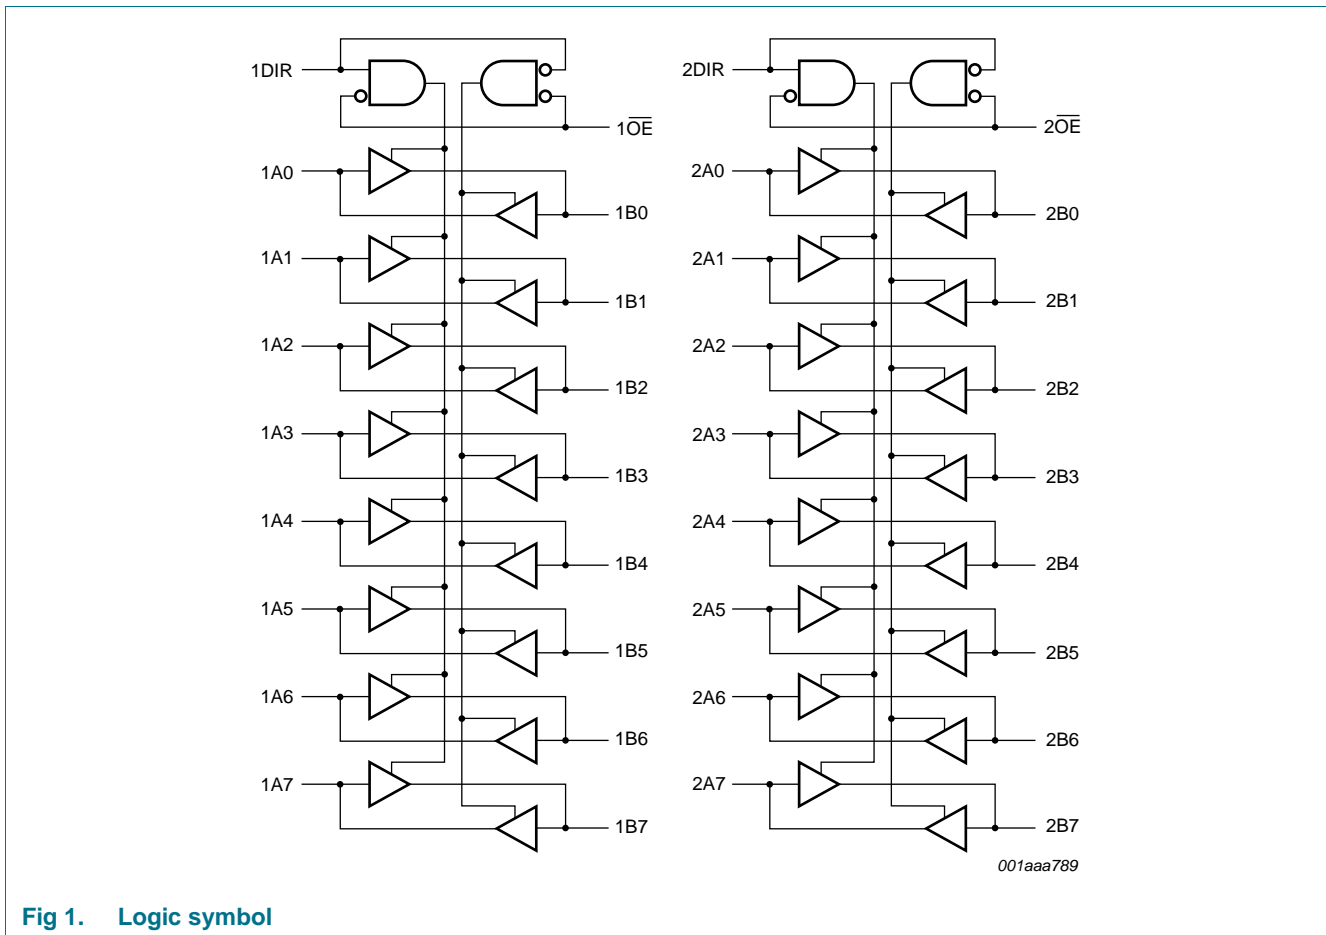 1DIR
1O̅E̅
1A0
1B0
1A1
1B1
1A2
1B2
1A3
1B3
1A4
1B4
1A5
1B5
1A6
1B6
1A7
1B7
2DIR
2O̅E̅
2A0
2B0
2A1
2B1
2A2
2B2
2A3
2B3
2A4
2B4
2A5
2B5
2A6
2B6
2A7
2B7
001aaa789
Fig 1. Logic symbol